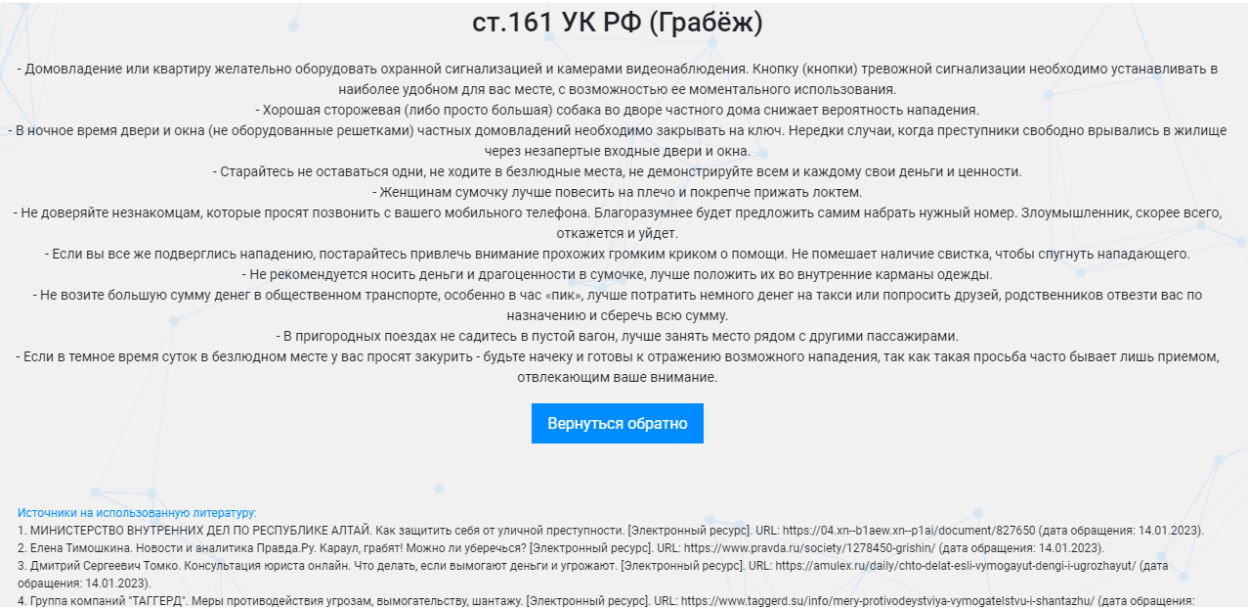 ст.161 УК РФ (Грабёж)
- Домовладение или квартиру желательно оборудовать охранной сигнализацией и камерами видеонаблюдения. Кнопку (кнопки) тревожной сигнализации необходимо устанавливать в
наиболее удобном для вас месте, с возможностью ее моментального использования.
- Хорошая сторожевая (либо просто большая) собака во дворе частного дома снижает вероятность нападения.
- В ночное время двери и окна (не оборудованные решетками) частных домовладений необходимо закрывать на ключ. Нередки случаи, когда преступники свободно врывались в жилище
через незапертые входные двери и окна.
- Старайтесь не оставаться одни, не ходите в безлюдные места, не демонстрируйте всем и каждому свои деньги и ценности.
- Женщинам сумочку лучше повесить на плечо и покрепче прижать локтем.
- Не доверяйте незнакомцам, которые просят позвонить с вашего мобильного телефона. Благоразумнее будет предложить самим набрать нужный номер. Злоумышленник, скорее всего,
откажется и уйдет.
- Если вы все же подверглись нападению, постарайтесь привлечь внимание прохожих громким криком о помощи. Не помешает наличие свистка, чтобы спугнуть нападающего.
- Не рекомендуется носить деньги и драгоценности в сумочке, лучше положить их во внутренние карманы одежды.
- Не возите большую сумму денег в общественном транспорте, особенно в час «пик», лучше потратить немного денег на такси или попросить друзей, родственников отвезти вас по
назначению и сберечь всю сумму.
- В пригородных поездах не садитесь в пустой вагон, лучше занять место рядом с другими пассажирами.
- Если в темное время суток в безлюдном месте у вас просят закурить - будьте начеку и готовы к отражению возможного нападения, так как такая просьба часто бывает лишь приемом,
отвлекающим ваше внимание.
Вернуться обратно
Источники на использованную литературу:
1. МИНИСТЕРСТВО ВНУТРЕННИХ ДЕЛ ПО РЕСПУБЛИКЕ АЛТАЙ. Как защитить себя от уличной преступности. [Электронный ресурс]. URL: https://04.xn--b1aew.xn--p1ai/document/827650 (дата обращения: 14.01.2023).
2. Елена Тимошкина. Новости и аналитика Правда.Ру. Караул, грабят! Можно ли уберечься? [Электронный ресурс]. URL: https://www.pravda.ru/society/1278450-grishin/ (дата обращения: 14.01.2023).
3. Дмитрий Сергеевич Томко. Консультация юриста онлайн. Что делать, если вымогают деньги и угрожают. [Электронный ресурс]. URL: https://amulex.ru/daily/chto-delat-esli-vymogayut-dengi-i-ugrozhayut/ (дата
обращения: 14.01.2023).
4. Группа компаний "ТАГГЕРД". Меры противодействия угрозам, вымогательству, шантажу. [Электронный ресурс]. URL: https://www.taggerd.su/info/mery-protivodeystviya-vymogatelstvu-i-shantazhu/ (дата обращения: